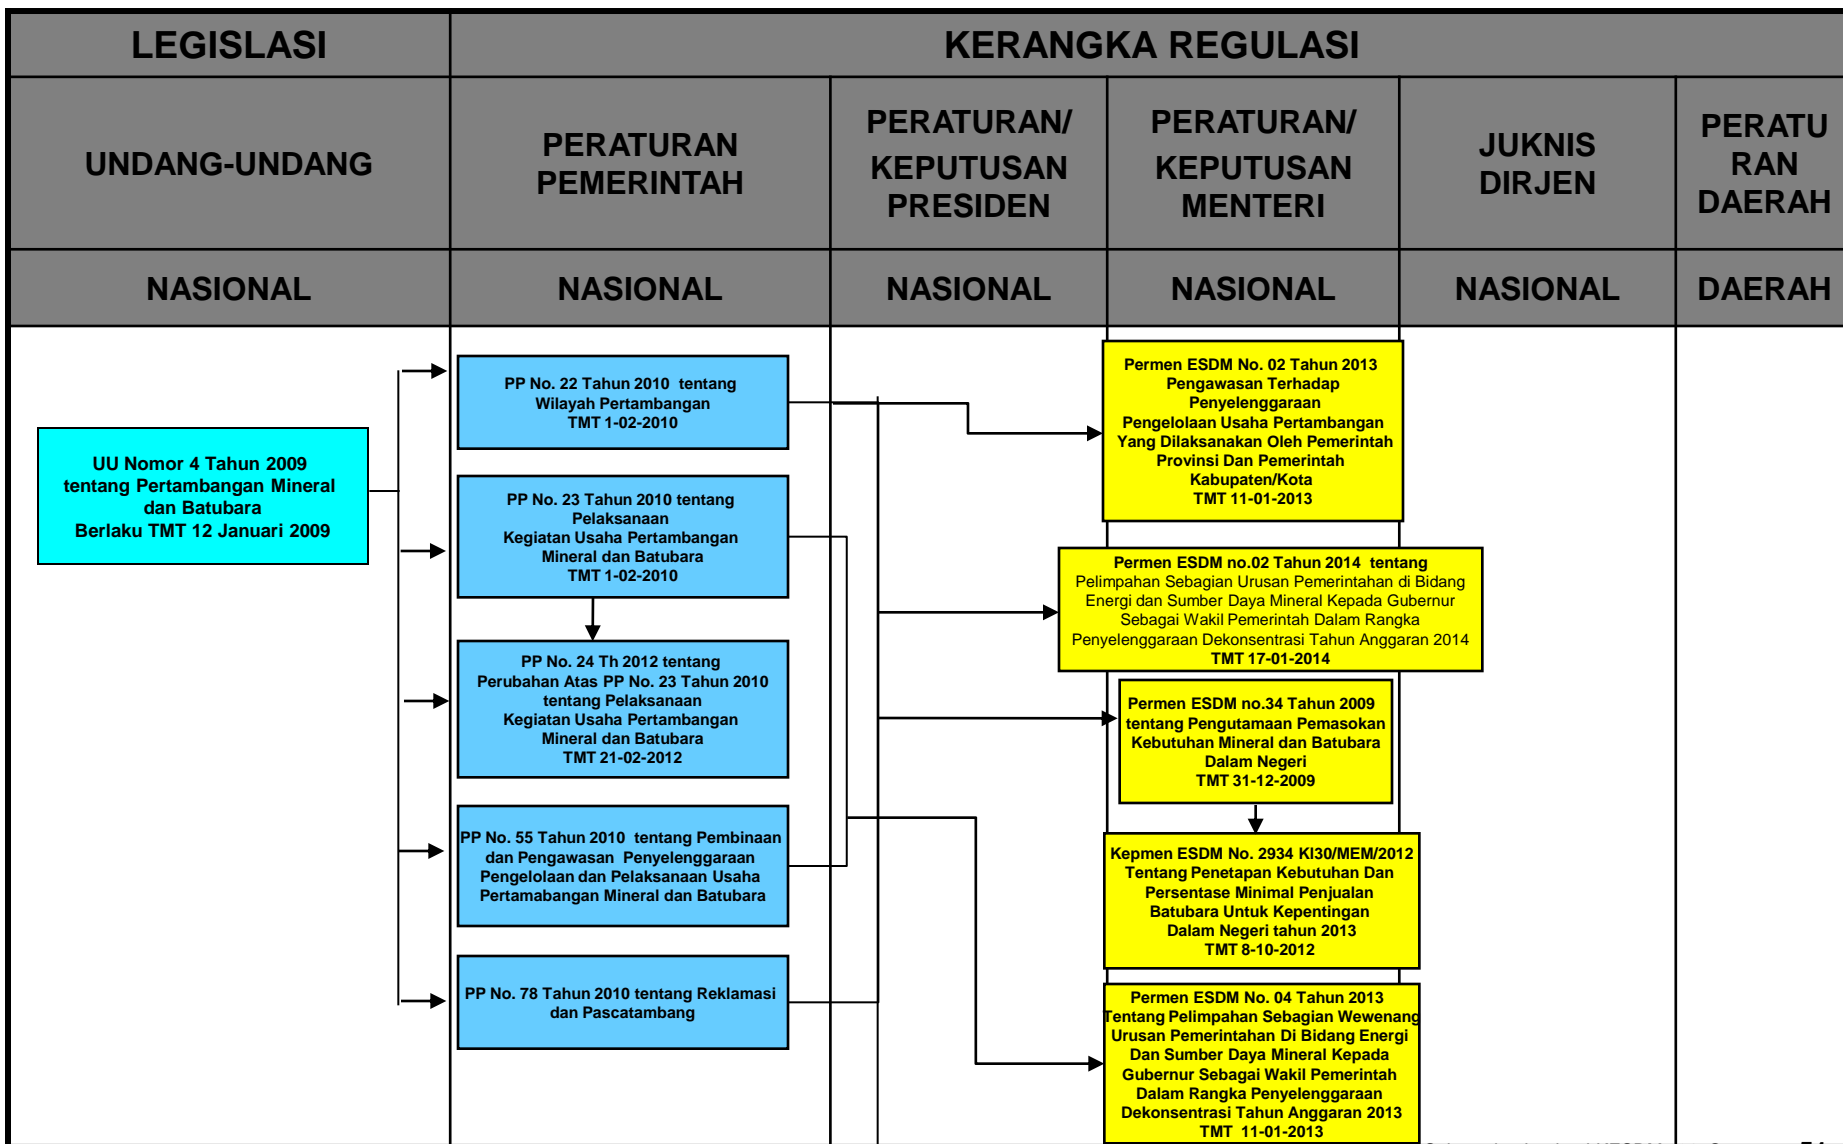 LEGISLASI
KERANGKA REGULASI
UNDANG-UNDANG
PERATURAN
PEMERINTAH
PERATURAN/
KEPUTUSAN
PRESIDEN
PERATURAN/
KEPUTUSAN
MENTERI
JUKNIS
DIRJEN
PERATU
RAN
DAERAH
NASIONAL
NASIONAL
NASIONAL
NASIONAL
NASIONAL
DAERAH
UU Nomor 4 Tahun 2009
tentang Pertambangan Mineral
dan Batubara
Berlaku TMT 12 Januari 2009
PP No. 22 Tahun 2010 tentang
Wilayah Pertambangan
TMT 1-02-2010
PP No. 23 Tahun 2010 tentang
Pelaksanaan
Kegiatan Usaha Pertambangan
Mineral dan Batubara
TMT 1-02-2010
PP No. 24 Th 2012 tentang
Perubahan Atas PP No. 23 Tahun 2010
tentang Pelaksanaan
Kegiatan Usaha Pertambangan
Mineral dan Batubara
TMT 21-02-2012
PP No. 55 Tahun 2010 tentang Pembinaan
dan Pengawasan Penyelenggaraan
Pengelolaan dan Pelaksanaan Usaha
Pertamabangan Mineral dan Batubara
PP No. 78 Tahun 2010 tentang Reklamasi
dan Pascatambang
Permen ESDM No. 02 Tahun 2013
Pengawasan Terhadap
Penyelenggaraan
Pengelolaan Usaha Pertambangan
Yang Dilaksanakan Oleh Pemerintah
Provinsi Dan Pemerintah
Kabupaten/Kota
TMT 11-01-2013
Permen ESDM no.02 Tahun 2014 tentang
Pelimpahan Sebagian Urusan Pemerintahan di Bidang
Energi dan Sumber Daya Mineral Kepada Gubernur
Sebagai Wakil Pemerintah Dalam Rangka
Penyelenggaraan Dekonsentrasi Tahun Anggaran 2014
TMT 17-01-2014
Permen ESDM no.34 Tahun 2009
tentang Pengutamaan Pemasokan
Kebutuhan Mineral dan Batubara
Dalam Negeri
TMT 31-12-2009
Kepmen ESDM No. 2934 KI30/MEM/2012
Tentang Penetapan Kebutuhan Dan
Persentase Minimal Penjualan
Batubara Untuk Kepentingan
Dalam Negeri tahun 2013
TMT 8-10-2012
Permen ESDM No. 04 Tahun 2013
Tentang Pelimpahan Sebagian Wewenang
Urusan Pemerintahan Di Bidang Energi
Dan Sumber Daya Mineral Kepada
Gubernur Sebagai Wakil Pemerintah
Dalam Rangka Penyelenggaraan
Dekonsentrasi Tahun Anggaran 2013
TMT 11-01-2013